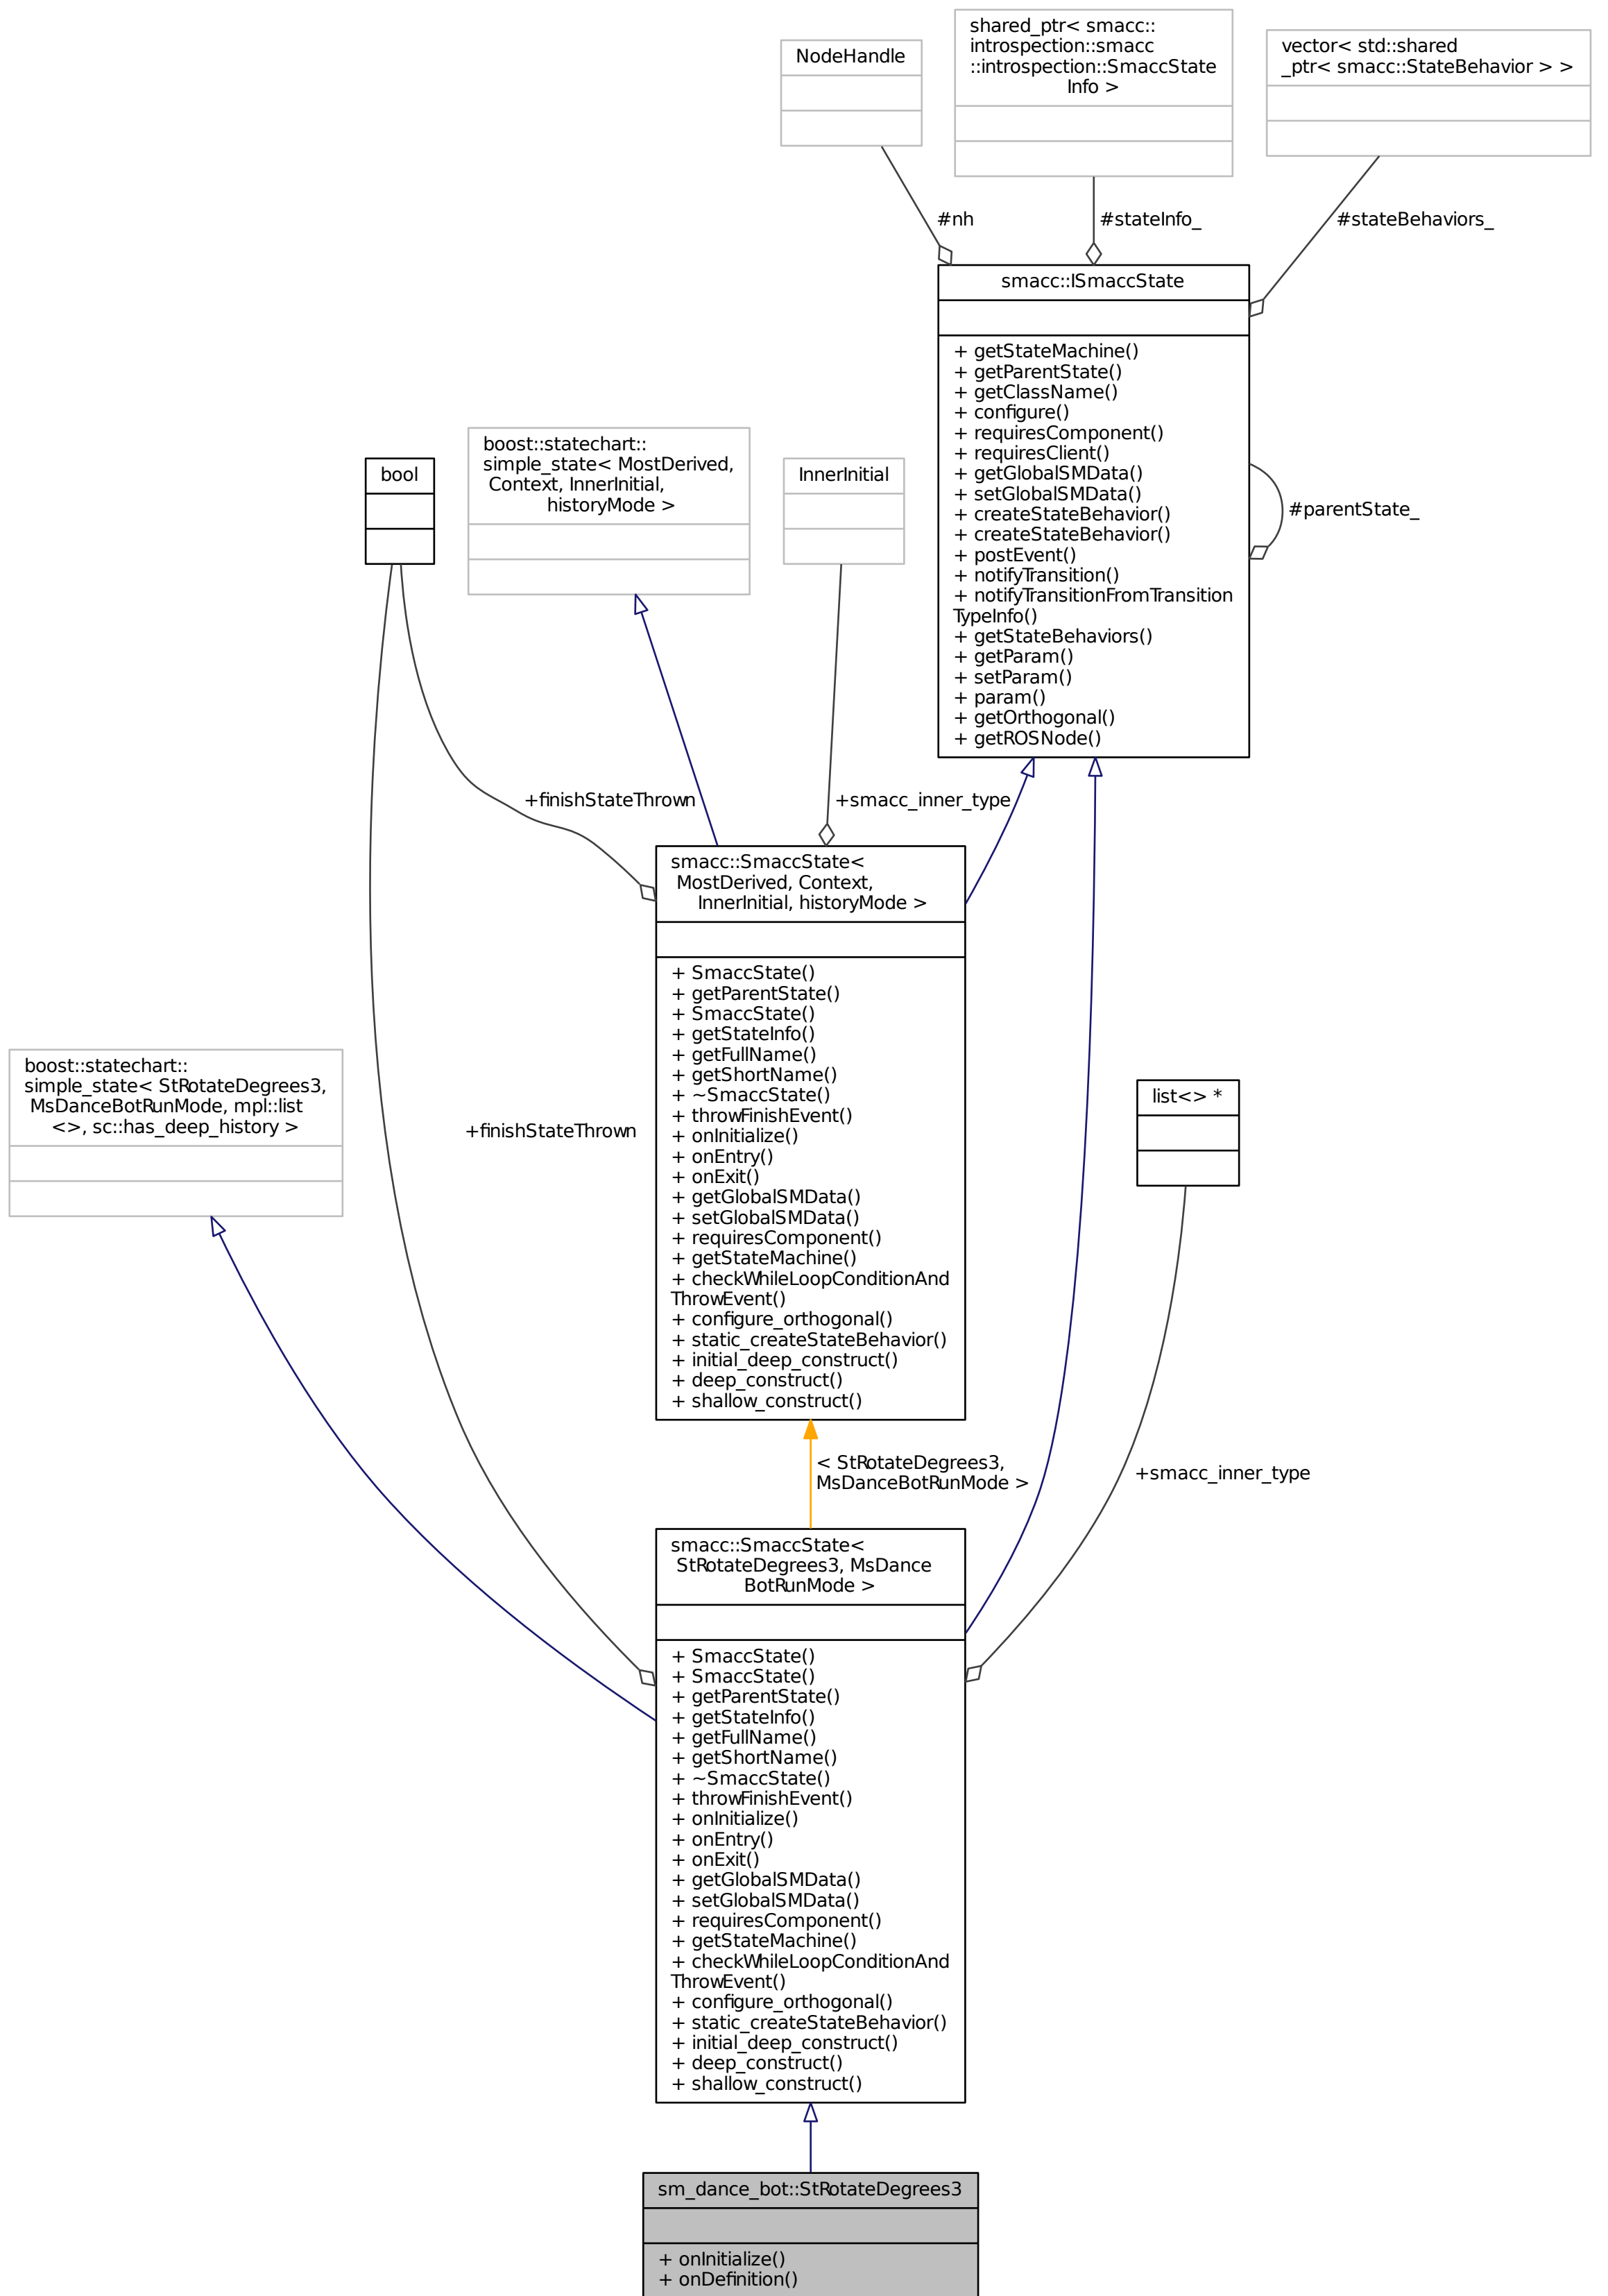 shared_ptr< smacc::
introspection::smacc
::introspection::SmaccState
Info >
NodeHandle
vector< std::shared
_ptr< smacc::StateBehavior > >
#nh
#stateInfo_
#stateBehaviors_
smacc::ISmaccState
+ getStateMachine()
+ getParentState()
+ getClassName()
+ configure()
+ requiresComponent()
+ requiresClient()
+ getGlobalSMData()
+ setGlobalSMData()
+ createStateBehavior()
+ createStateBehavior()
+ postEvent()
+ notifyTransition()
+ notifyTransitionFromTransition
TypeInfo()
+ getStateBehaviors()
+ getParam()
+ setParam()
+ param()
+ getOrthogonal()
+ getROSNode()
#parentState_
bool
boost::statechart::
simple_state< MostDerived,
Context, InnerInitial,
historyMode >
InnerInitial
+finishStateThrown
+smacc_inner_type
smacc::SmaccState<
MostDerived, Context,
InnerInitial, historyMode >
+ SmaccState()
+ getParentState()
+ SmaccState()
+ getStateInfo()
+ getFullName()
+ getShortName()
+ ~SmaccState()
+ throwFinishEvent()
+ onInitialize()
+ onEntry()
+ onExit()
+ getGlobalSMData()
+ setGlobalSMData()
+ requiresComponent()
+ getStateMachine()
+ checkWhileLoopConditionAnd
ThrowEvent()
+ configure_orthogonal()
+ static_createStateBehavior()
+ initial_deep_construct()
+ deep_construct()
+ shallow_construct()
boost::statechart::
simple_state< StRotateDegrees3,
MsDanceBotRunMode, mpl::list
<>, sc::has_deep_history >
+finishStateThrown
list<> *
< StRotateDegrees3,
MsDanceBotRunMode >
+smacc_inner_type
smacc::SmaccState<
StRotateDegrees3, MsDance
BotRunMode >
+ SmaccState()
+ SmaccState()
+ getParentState()
+ getStateInfo()
+ getFullName()
+ getShortName()
+ ~SmaccState()
+ throwFinishEvent()
+ onInitialize()
+ onEntry()
+ onExit()
+ getGlobalSMData()
+ setGlobalSMData()
+ requiresComponent()
+ getStateMachine()
+ checkWhileLoopConditionAnd
ThrowEvent()
+ configure_orthogonal()
+ static_createStateBehavior()
+ initial_deep_construct()
+ deep_construct()
+ shallow_construct()
sm_dance_bot::StRotateDegrees3
+ onInitialize()
+ onDefinition()